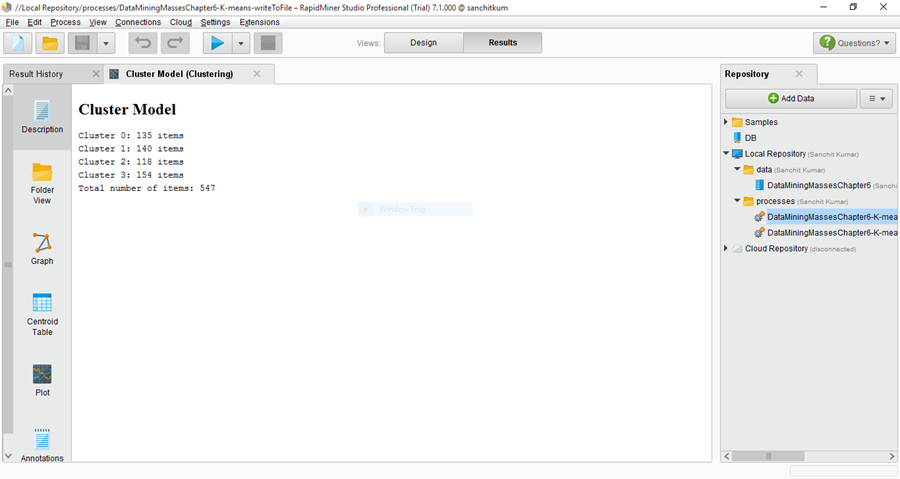 //Local Repository/processes/DataMiningMassesChapter6-K-means-writeToFile – RapidMiner Studio Professional (Trial) 7.1.000 @ sanchitkum
File Edit Process View Connections Cloud Settings Extensions
Views: Design Results Questions?
Result History Cluster Model (Clustering)
Description
Folder
View
Graph
Centroid
Table
Plot
Annotations
Cluster Model
Cluster 0: 135 items
Cluster 1: 140 items
Cluster 2: 118 items
Cluster 3: 154 items
Total number of items: 547
Window Snip
Repository
Add Data
Samples
DB
Local Repository (Sanchit Kumar)
data (Sanchit Kumar)
DataMiningMassesChapter6 (Sanchi
processes (Sanchit Kumar)
DataMiningMassesChapter6-K-mea
DataMiningMassesChapter6-K-mea
Cloud Repository (disconnected)